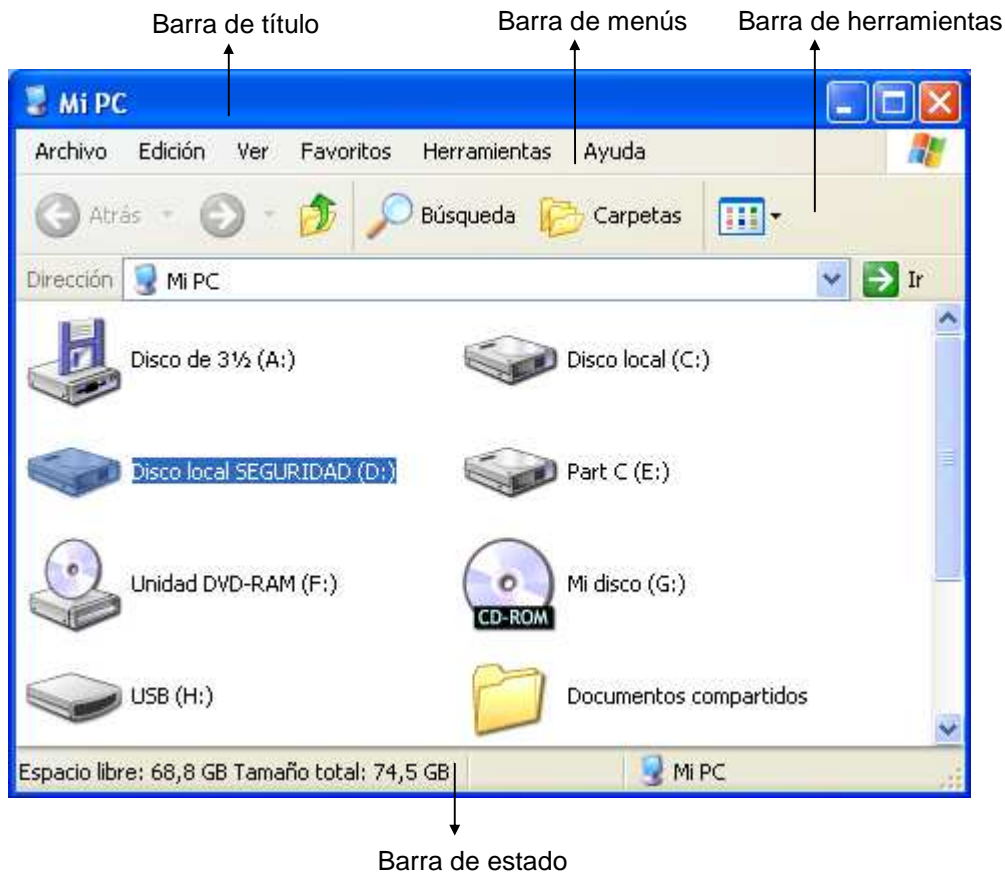 Barra de título Barra de menús Barra de herramientas
Mi PC
Archivo Edición Ver Favoritos Herramientas Ayuda
Atrás Búsqueda Carpetas
Dirección Mi PC Ir
Disco de 3½ (A:) Disco local (C:)
Disco local SEGURIDAD (D:) Part C (E:)
Unidad DVD-RAM (F:) Mi disco (G:)
CD-ROM
USB (H:) Documentos compartidos
Espacio libre: 68,8 GB Tamaño total: 74,5 GB Mi PC
Barra de estado